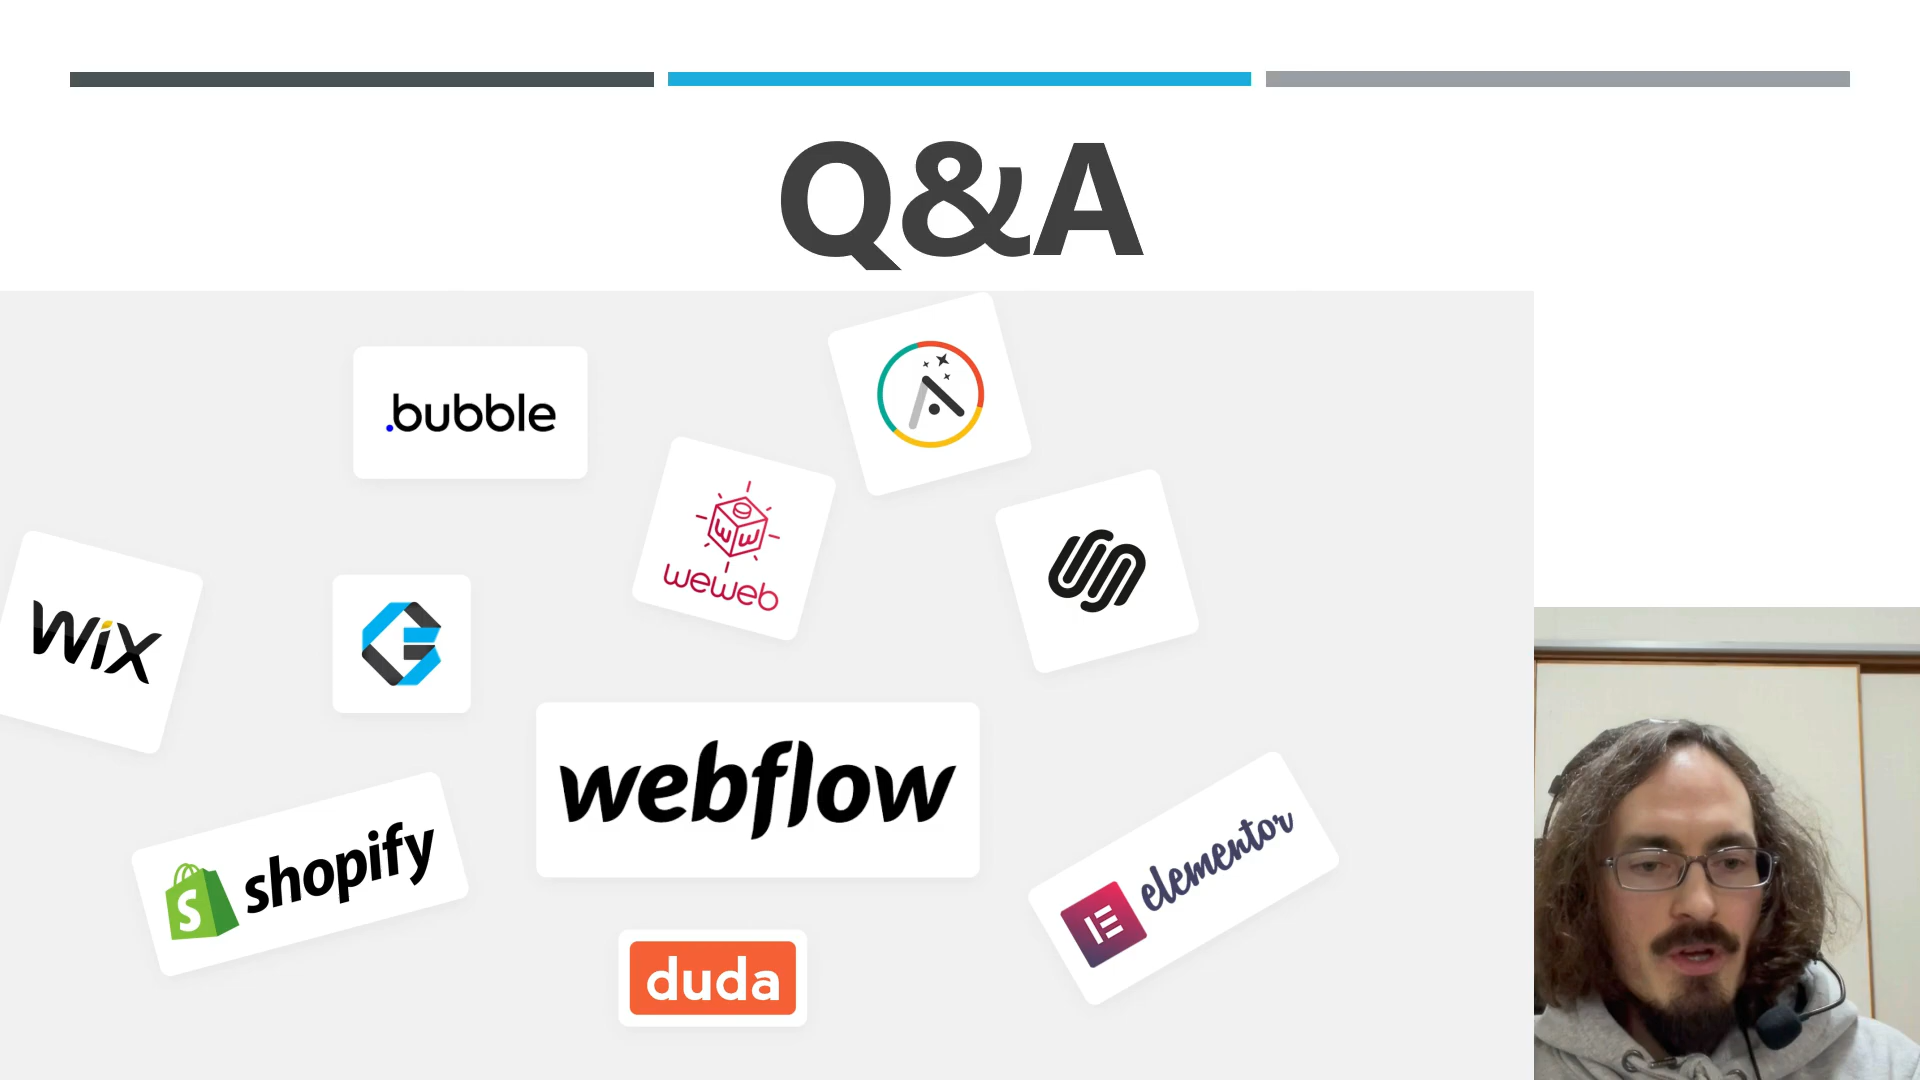 Q&A
.bubble
weweb
WiX
webflow
shopify
elementor
duda